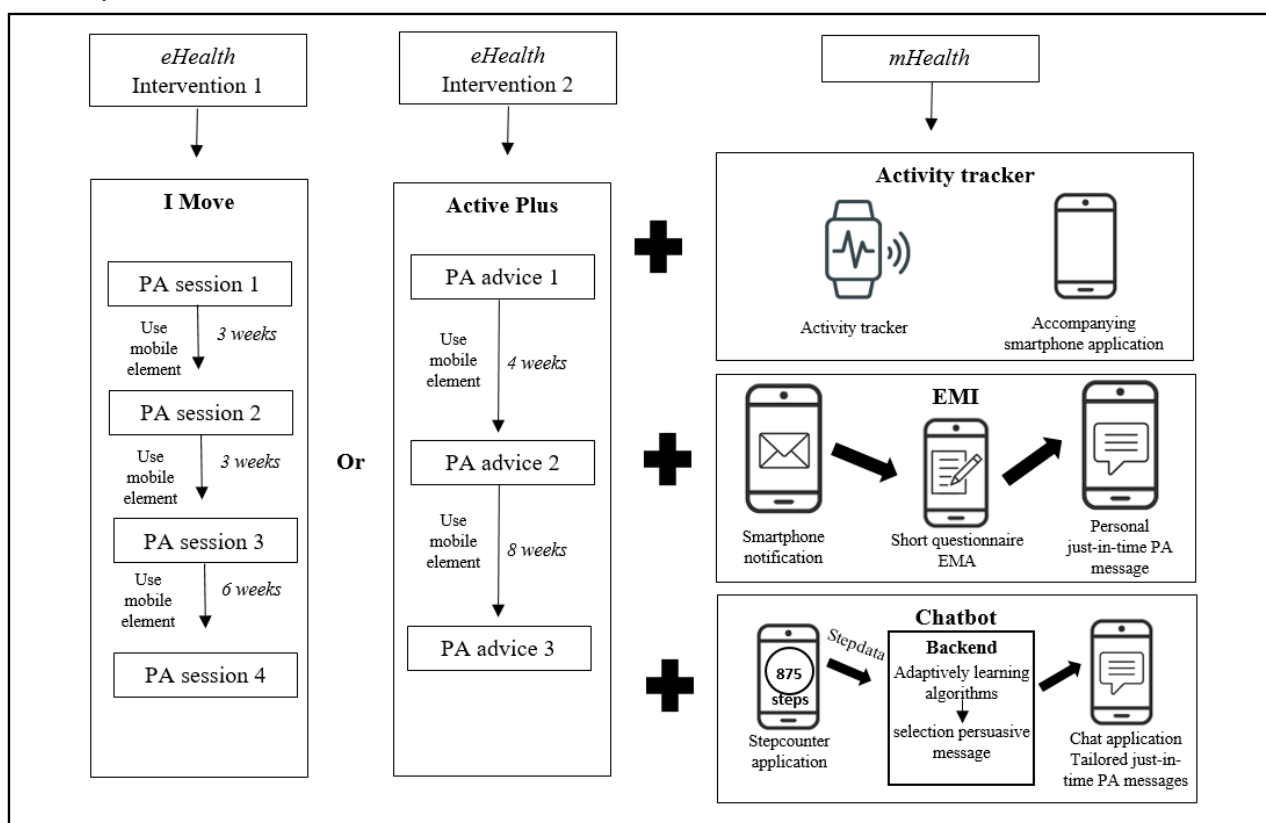 eHealth
Intervention 1
I Move
PA session 1
Use
mobile
element
3 weeks
PA session 2
Use
mobile
element
3 weeks
PA session 3
Use
mobile
element
6 weeks
PA session 4
Or
eHealth
Intervention 2
Active Plus
PA advice 1
Use
mobile
element
4 weeks
PA advice 2
Use
mobile
element
8 weeks
PA advice 3
mHealth
Activity tracker
Activity tracker
Accompanying
smartphone application
EMI
Smartphone
notification
Short questionnaire
EMA
Personal
just-in-time PA
message
Chatbot
875
steps
Stepcounter
application
Stepdata
Backend
Adaptively learning
algorithms
selection persuasive
message
Chat application
Tailored just-in-
time PA messages